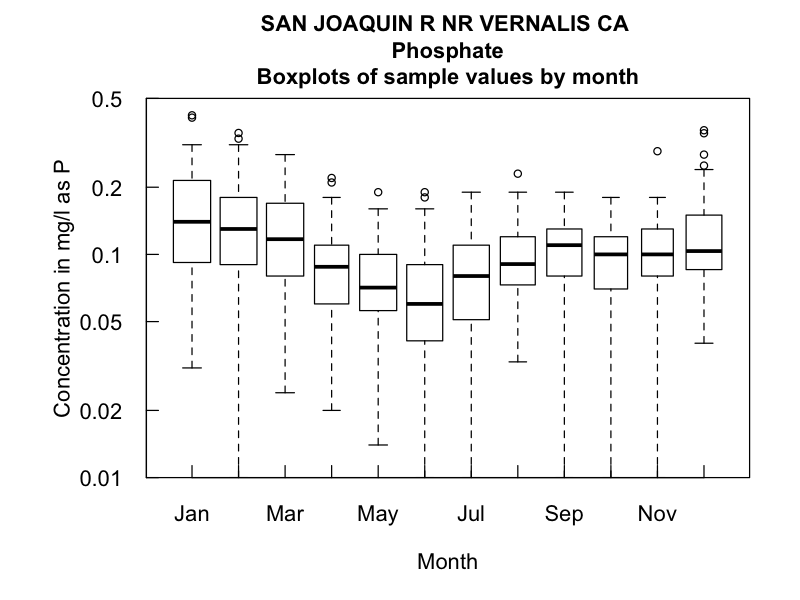 SAN JOAQUIN R NR VERNALIS CA
Phosphate
Boxplots of sample values by month
Concentration in mg/l as P
0.5
0.2
0.1
0.05
0.02
0.01
Jan Mar May Jul Sep Nov
Month